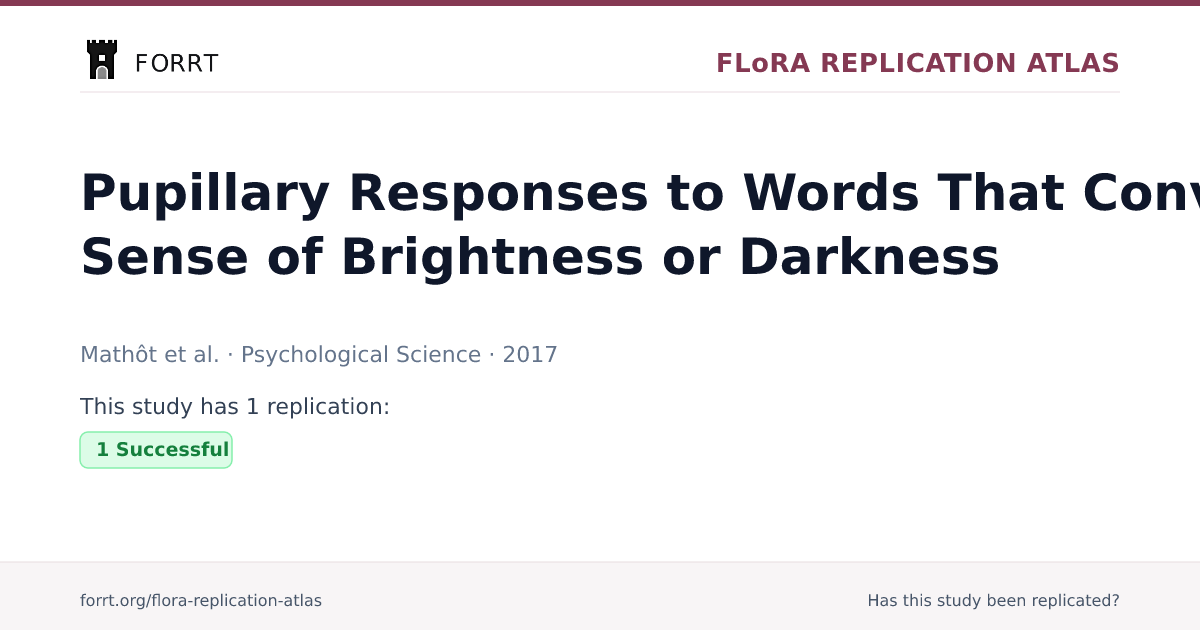 FORRT
FLoRA REPLICATION ATLAS
Pupillary Responses to Words That
Sense of Brightness or Darkness
Mathôt et al. · Psychological Science · 2017
This study has 1 replication:
1 Successful
forrt.org/flora-replication-atlas
Has this study been replicated?